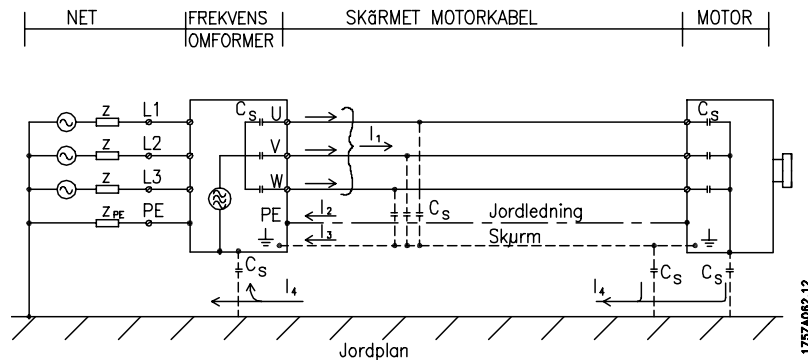 NET
FREKVENS
OMFORMER
SKäRMET MOTORKABEL
MOTOR
Z L1
Z L2
Z L3
Z PE PE
C S U
V
W
PE
I 1
I 2
I 3
C S
Jordledning
Skµrm
C S
C S
I 4
C S
C S
I 4
Jordplan
175ZA062.12